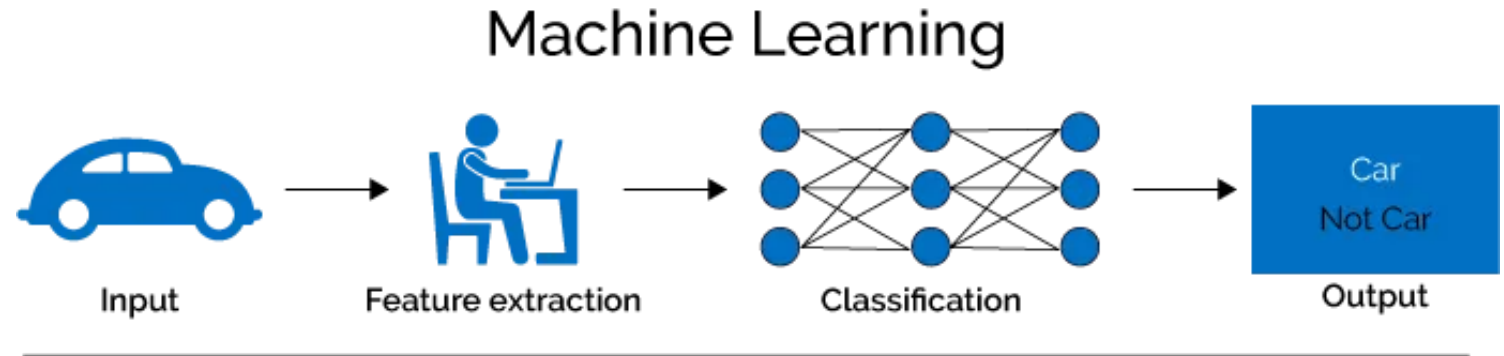 Machine Learning
Car
Not Car
Input
Feature extraction
Classification
Output